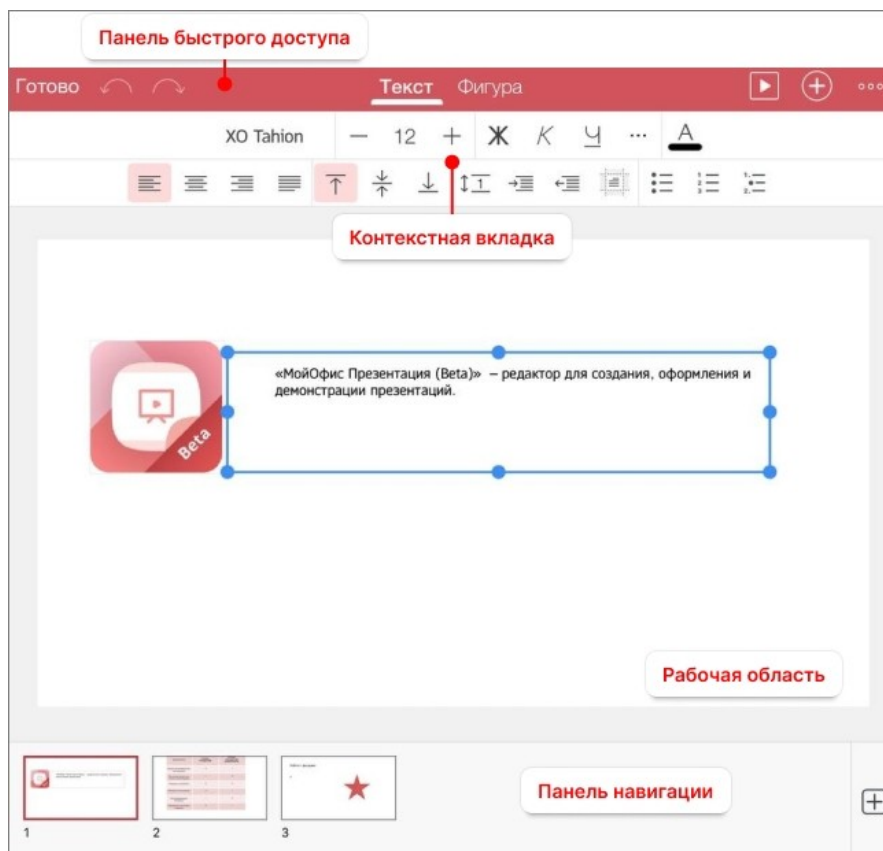 Панель быстрого доступа
Готово
Текст Фигура
XO Tahion — 12 + Ж К Ч ... А
Контекстная вкладка
«МойОфис Презентация (Beta)» – редактор для создания, оформления и
демонстрации презентаций.
Beta
Рабочая область
Панель навигации
1 2 3